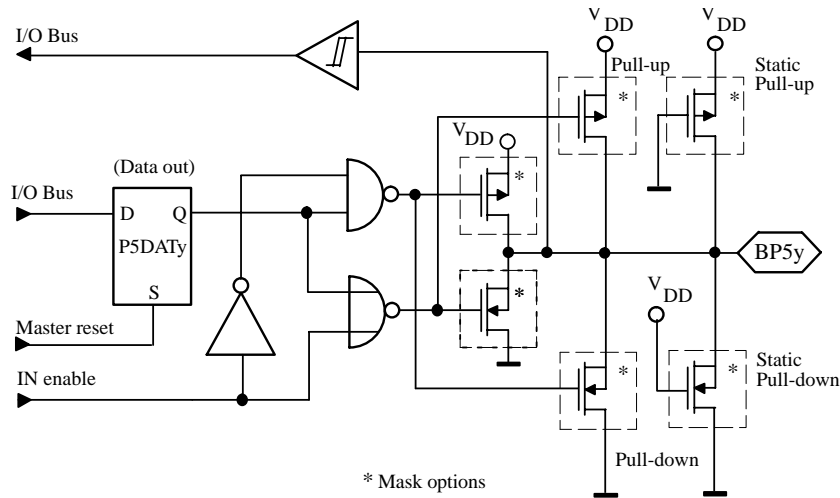 I/O Bus
V
DD
V
DD
Pull-up
*
Static
Pull-up
*
V
DD
*
(Data out)
I/O Bus
D
Q
P5DATy
S
*
BP5y
V
DD
Master reset
IN enable
*
Static
Pull-down
*
Pull-down
* Mask options